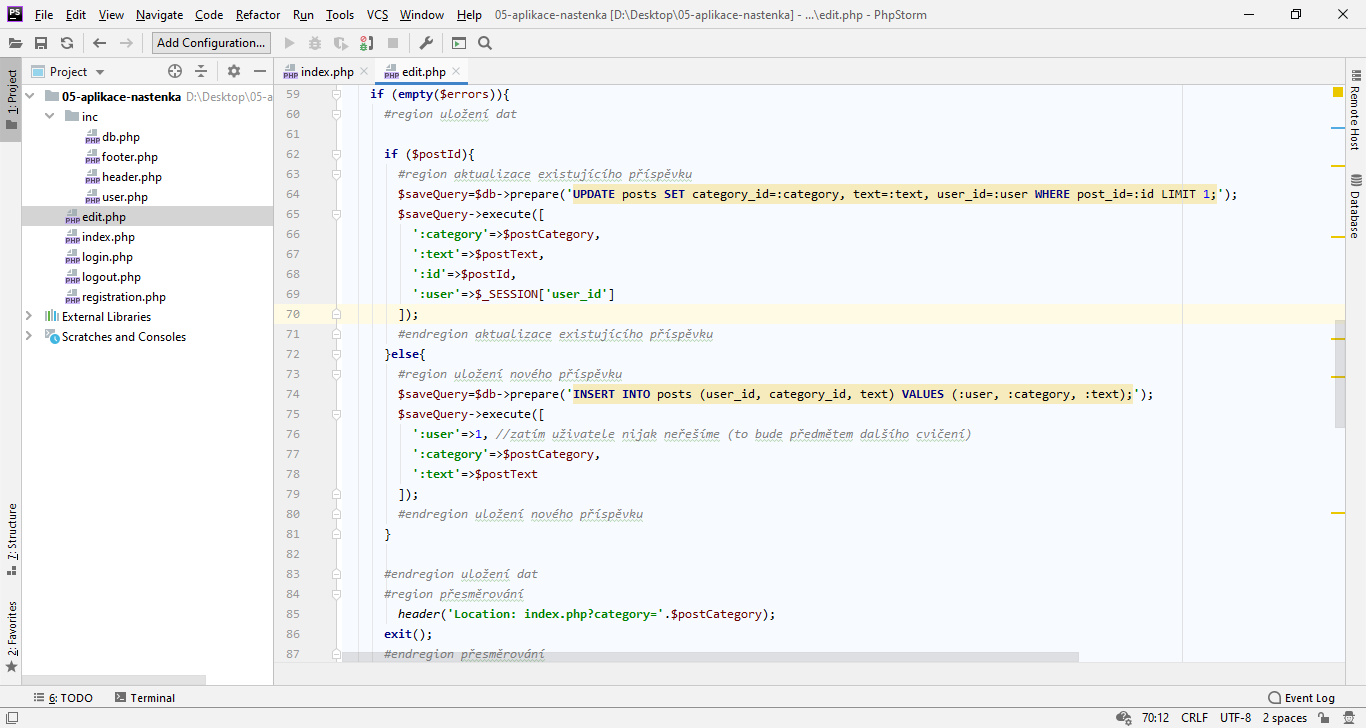 PS File Edit View Navigate Code Refactor Run Tools VCS Window Help 05-aplikace-nastenka [D:\Desktop\05-aplikace-nastenka] - ...\edit.php - PhpStorm
Add Configuration...
1: Project
Project
index.php
edit.php
05-aplikace-nastenka D:\Desktop\05-a
inc
db.php
footer.php
header.php
user.php
edit.php
index.php
login.php
logout.php
registration.php
External Libraries
Scratches and Consoles
7: Structure
2: Favorites
59 if (empty($errors)){
60 #region uložení dat
61
62 if ($postId){
63 #region aktualizace existujícího příspěvku
64 $saveQuery=$db->prepare('UPDATE posts SET category_id=:category, text=:text, user_id=:user WHERE post_id=:id LIMIT 1;');
65 $saveQuery->execute([
66 ':category'=>$postCategory,
67 ':text'=>$postText,
68 ':id'=>$postId,
69 ':user'=>$_SESSION['user_id']
70 ]);
71 #endregion aktualizace existujícího příspěvku
72 }else{
73 #region uložení nového příspěvku
74 $saveQuery=$db->prepare('INSERT INTO posts (user_id, category_id, text) VALUES (:user, :category, :text);');
75 $saveQuery->execute([
76 ':user'=>1, //zatím uživatele nijak neřešíme (to bude předmětem dalšího cvičení)
77 ':category'=>$postCategory,
78 ':text'=>$postText
79 ]);
80 #endregion uložení nového příspěvku
81 }
82
83 #endregion uložení dat
84 #region přesměrování
85 header('Location: index.php?category='.$postCategory);
86 exit();
87 #endregion přesměrování
Remote Host
Database
6: TODO
Terminal
Event Log
70:12 CRLF UTF-8 2 spaces